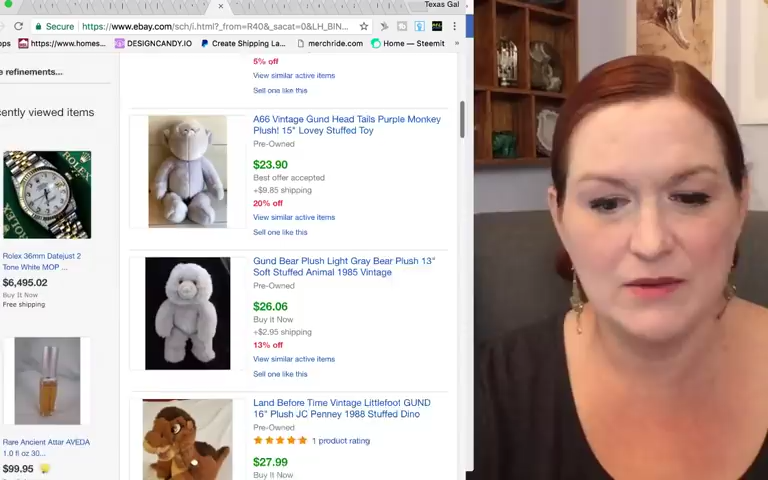 Texas Gal
Secure
https://www.ebay.com/sch/i.html?_from=R40&_sacat=0&LH_BIN...
ops
https://www.homes...
DESIGNCANDY.IO
Create Shipping La...
merchride.com
Home — Steemit
»
e refinements...
5% off
View similar active items
Sell one like this
cently viewed items
ROLEX
ROLEX
Rolex 36mm Datejust 2
Tone White MOP ...
$6,495.02
Buy It Now
Free shipping
Rare Ancient Attar AVEDA
1.0 fl oz 30...
$99.95
A66 Vintage Gund Head Tails Purple Monkey
Plush! 15" Lovey Stuffed Toy
Pre-Owned
$23.90
Best offer accepted
+$9.85 shipping
20% off
View similar active items
Sell one like this
Gund Bear Plush Light Gray Bear Plush 13"
Soft Stuffed Animal 1985 Vintage
Pre-Owned
$26.06
Buy It Now
+$2.95 shipping
13% off
View similar active items
Sell one like this
Land Before Time Vintage Littlefoot GUND
16" Plush JC Penney 1988 Stuffed Dino
Pre-Owned
1 product rating
$27.99
Buy It Now